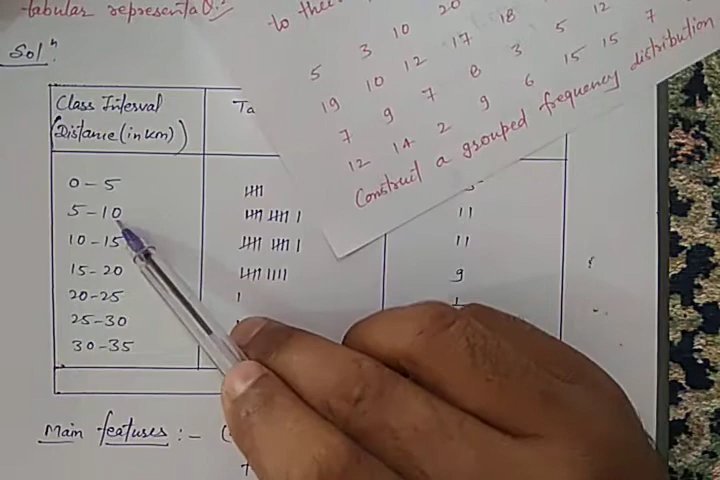 tabular representa
Q.2
Solⁿ
to the
10 20
5 3 12 17 18
19 10 7 8 3 5 12
7 9 2 9 6 15 15 7
12 14
Construct a grouped frequency distribution
Class Interval
(Distance (in km)) Ta
0-5 𝍸
5-10 𝍸 𝍸 | 11
10-15 𝍸 𝍸 | 11
15-20 𝍸 |||| 9
20-25 | 1
25-30
30-35
Main features :- (